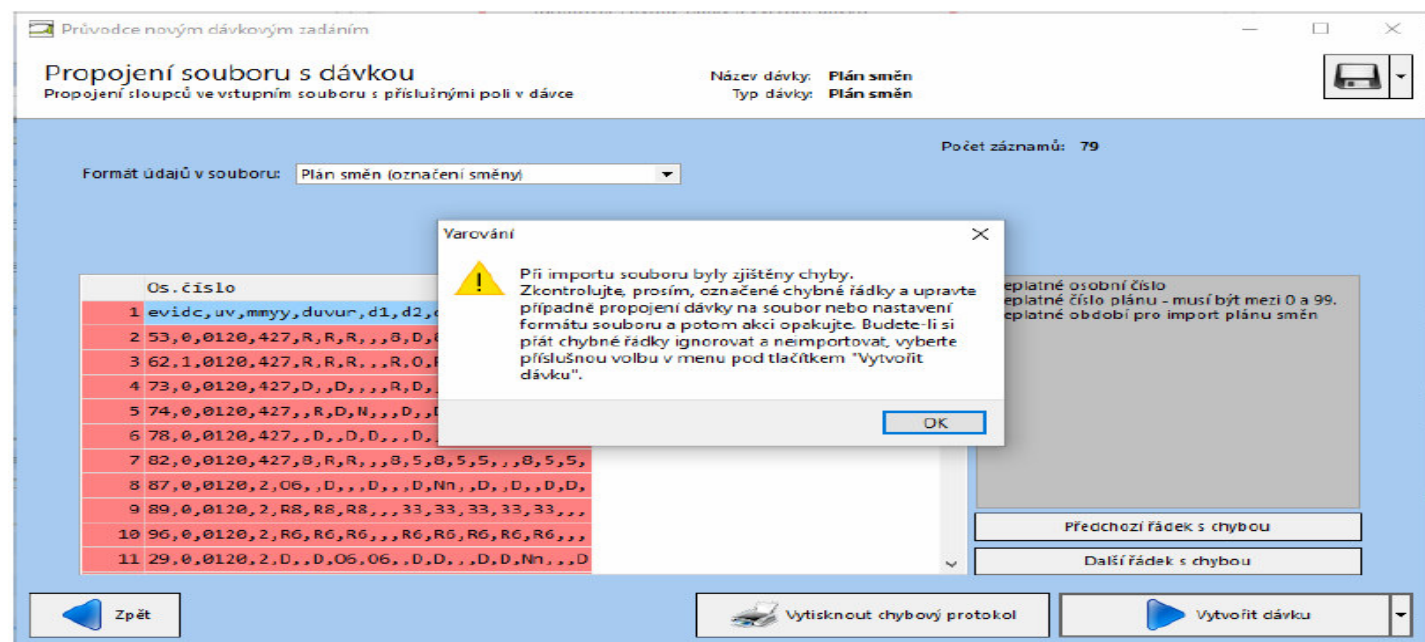 Průvodce novým dávkovým zadáním
Propojení souboru s dávkou
Propojení sloupců ve vstupním souboru s příslušnými poli v dávce
Název dávky: Plán směn
Typ dávky: Plán směn
Počet záznamů: 79
Formát údajů v souboru: Plán směn (označení směny)
Varování
Při importu souboru byly zjištěny chyby.
Zkontrolujte, prosím, označené chybné řádky a upravte
případně propojení dávky na soubor nebo nastavení
formátu souboru a potom akci opakujte. Budete-li si
přát chybné řádky ignorovat a neimportovat, vyberte
příslušnou volbu v menu pod tlačítkem "Vytvořit
dávku".
OK
Os.číslo
1 evidc,uv,mmyy,duvur,d1,d2,
2 53,0,0120,427,R,R,R,,,8,D,
3 62,1,0120,427,R,R,R,,,R,O,
4 73,0,0120,427,D,,D,,,,R,D,
5 74,0,0120,427,,R,D,N,,,D,,
6 78,0,0120,427,,D,,D,D,,,D,
7 82,0,0120,427,8,R,R,,,8,5,8,5,5,,,8,5,5,
8 87,0,0120,2,O6,,D,,,D,,,D,Nn,,D,,D,,D,D,
9 89,0,0120,2,R8,R8,R8,,,33,33,33,33,33,,,
10 96,0,0120,2,R6,R6,R6,,,R6,R6,R6,R6,R6,,,
11 29,0,0120,2,D,,D,O6,O6,,D,D,,,D,D,Nn,,,D
eplatné osobní číslo
eplatné číslo plánu - musí být mezi 0 a 99.
eplatné období pro import plánu směn
Předchozí řádek s chybou
Další řádek s chybou
Zpět
Vytisknout chybový protokol
Vytvořit dávku